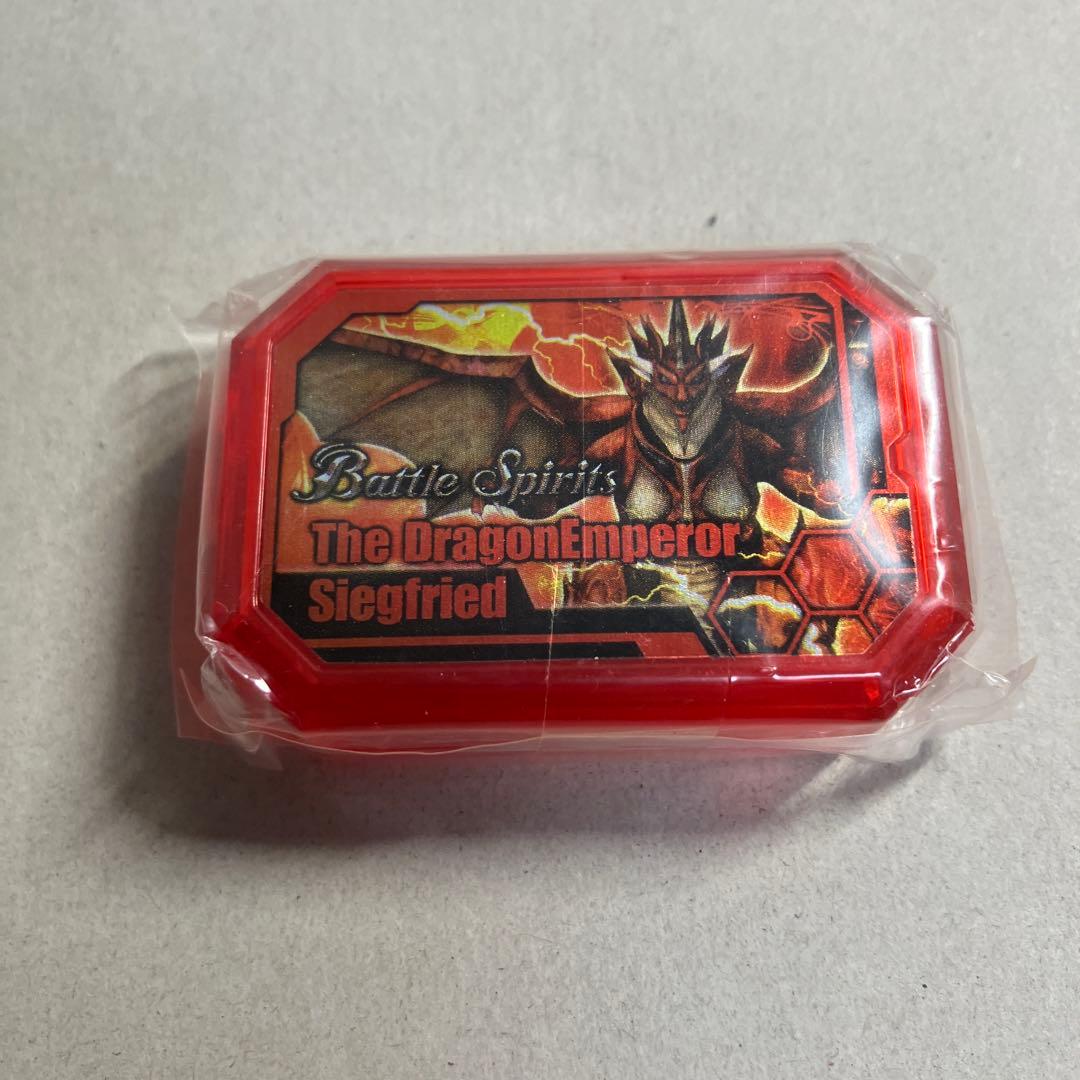 Battle Spirits
The DragonEmperor
Siegfried